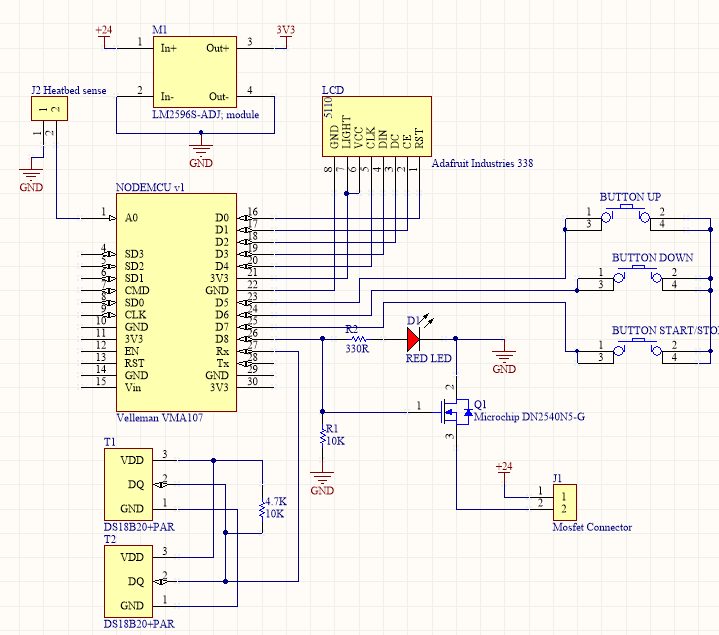 +24
M1
3V3
1
In+
Out+
3
2
In-
Out-
4
LM2596S-ADJ; module
GND
J2 Heatbed sense
1
2
1
2
GND
LCD
5110
GND
LIGHT
VCC
CLK
DIN
DC
CE
RST
8
7
6
5
4
3
2
1
Adafruit Industries 338
NODEMCU v1
1
A0
D0
16
D1
17
D2
18
4
SD3
D3
19
5
SD2
D4
20
6
SD1
3V3
21
7
CMD
GND
22
8
SD0
D5
23
9
CLK
D6
24
10
GND
D7
25
11
3V3
D8
26
12
EN
Rx
27
13
RST
Tx
28
14
GND
GND
29
15
Vin
3V3
30
Velleman VMA107
BUTTON UP
1
2
3
4
BUTTON DOWN
1
2
3
4
BUTTON START/STO
1
2
3
4
R2
330R
D1
RED LED
GND
2
1
Q1
Microchip DN2540N5-G
3
R1
10K
GND
+24
J1
1
1
2
2
Mosfet Connector
T1
VDD
3
DQ
2
GND
1
DS18B20+PAR
4.7K
10K
T2
VDD
3
DQ
2
GND
1
DS18B20+PAR